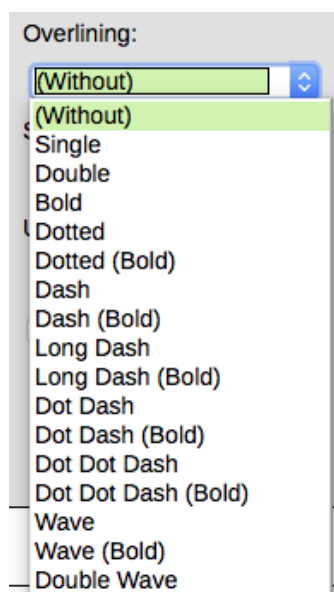 Overlining:
(Without)
(Without)
Single
Double
Bold
Dotted
Dotted (Bold)
Dash
Dash (Bold)
Long Dash
Long Dash (Bold)
Dot Dash
Dot Dash (Bold)
Dot Dot Dash
Dot Dot Dash (Bold)
Wave
Wave (Bold)
Double Wave